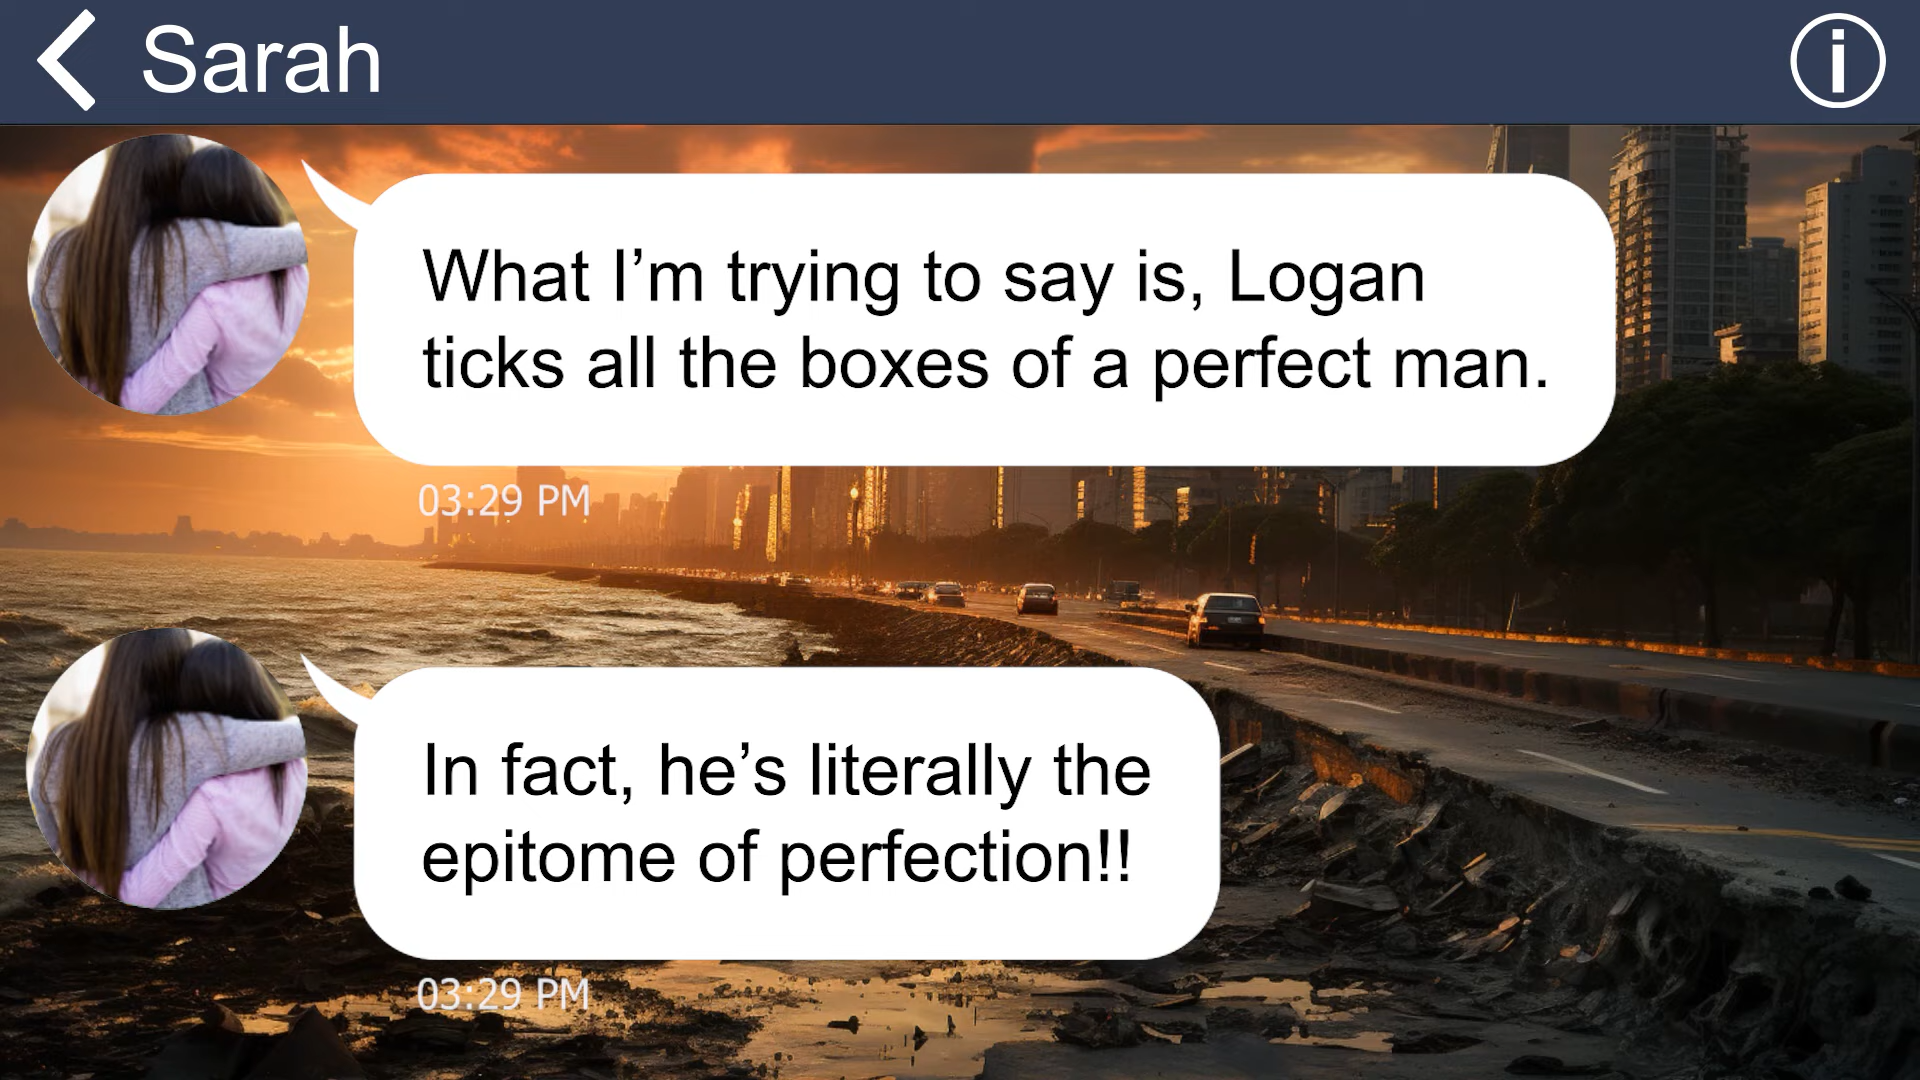 Sarah
What I’m trying to say is, Logan
ticks all the boxes of a perfect man.
03:29 PM
In fact, he’s literally the
epitome of perfection!!
03:29 PM